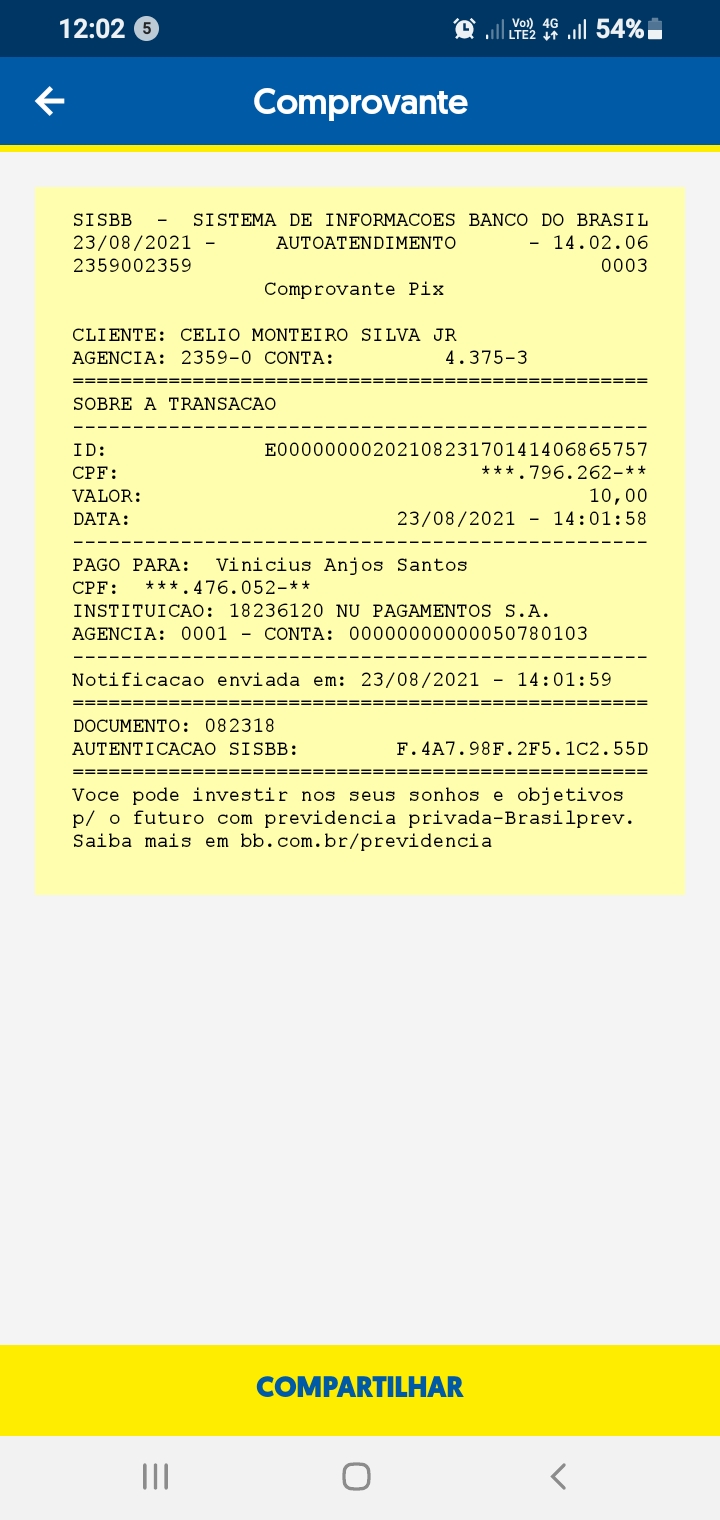 12:02 5 Vo)) LTE2 4G 54%
Comprovante
SISBB - SISTEMA DE INFORMACOES BANCO DO BRASIL
23/08/2021 - AUTOATENDIMENTO - 14.02.06
2359002359 0003
Comprovante Pix
CLIENTE: CELIO MONTEIRO SILVA JR
AGENCIA: 2359-0 CONTA: 4.375-3
================================================
SOBRE A TRANSACAO
------------------------------------------------
ID: E0000000020210823170141406865757
CPF: ***.796.262-**
VALOR: 10,00
DATA: 23/08/2021 - 14:01:58
------------------------------------------------
PAGO PARA: Vinicius Anjos Santos
CPF: ***.476.052-**
INSTITUICAO: 18236120 NU PAGAMENTOS S.A.
AGENCIA: 0001 - CONTA: 00000000000050780103
------------------------------------------------
Notificacao enviada em: 23/08/2021 - 14:01:59
================================================
DOCUMENTO: 082318
AUTENTICACAO SISBB: F.4A7.98F.2F5.1C2.55D
================================================
Voce pode investir nos seus sonhos e objetivos
p/ o futuro com previdencia privada-Brasilprev.
Saiba mais em bb.com.br/previdencia
COMPARTILHAR